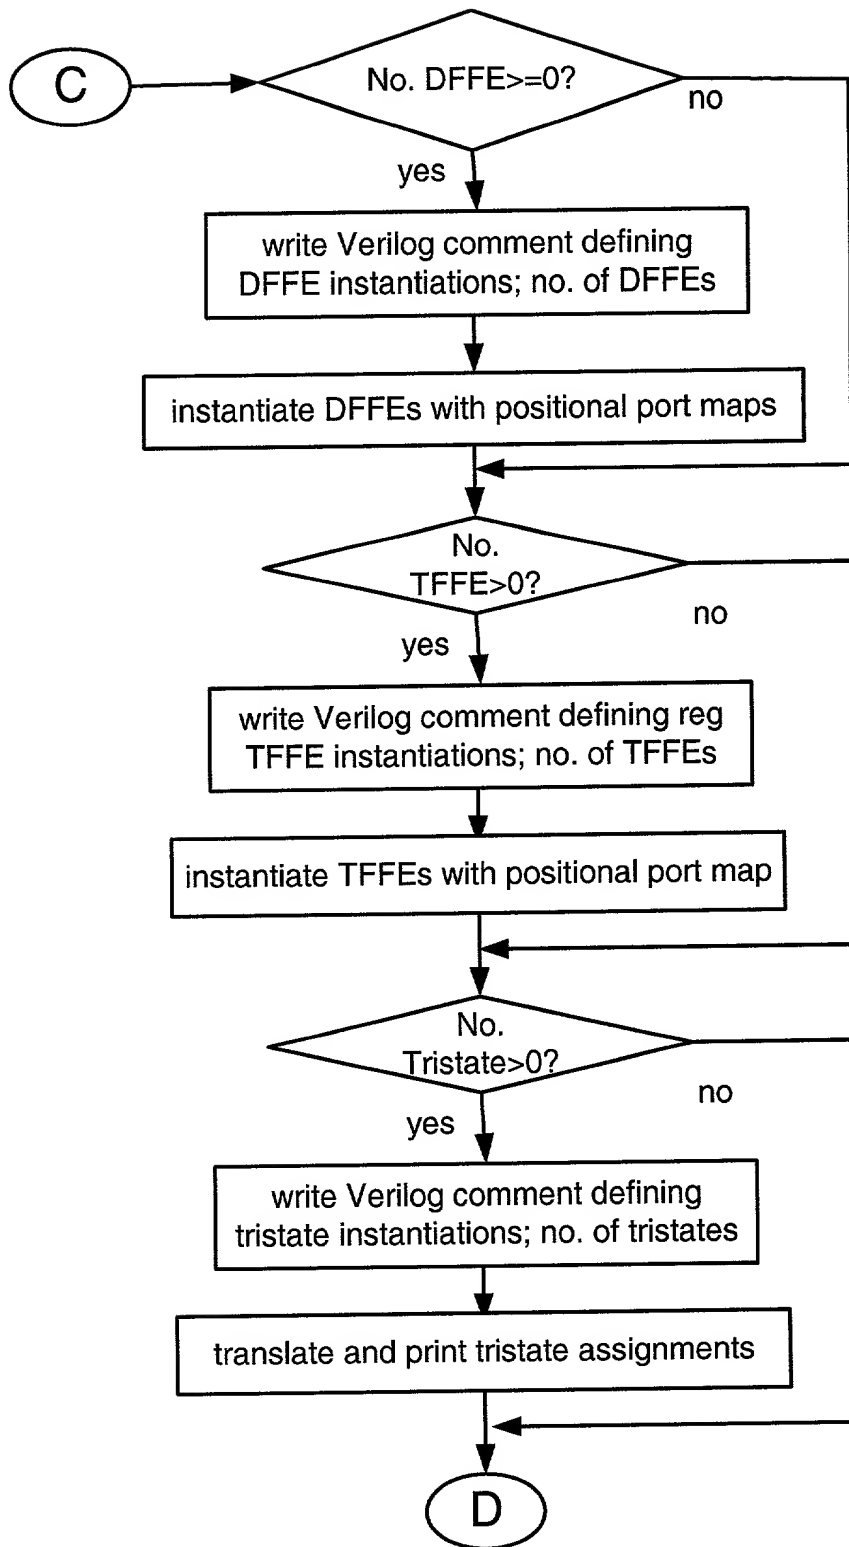 C
No. DFFE>=0?
no
yes
write Verilog comment defining
DFFE instantiations; no. of DFFEs
instantiate DFFEs with positional port maps
No.
TFFE>0?
no
yes
write Verilog comment defining reg
TFFE instantiations; no. of TFFEs
instantiate TFFEs with positional port map
No.
Tristate>0?
no
yes
write Verilog comment defining
tristate instantiations; no. of tristates
translate and print tristate assignments
D